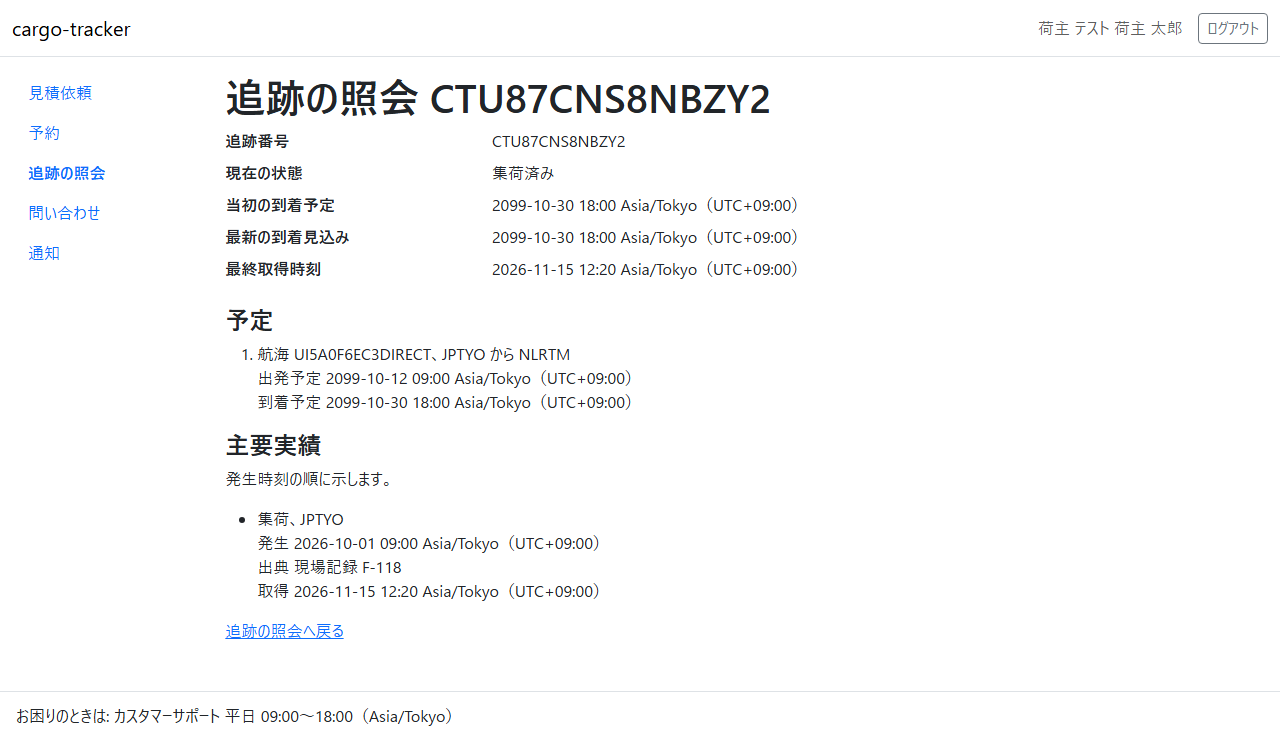 cargo-tracker
荷主 テスト 荷主 太郎
ログアウト
見積依頼
予約
追跡の照会
問い合わせ
通知
追跡の照会 CTU87CNS8NBZY2
追跡番号 CTU87CNS8NBZY2
現在の状態 集荷済み
当初の到着予定 2099-10-30 18:00 Asia/Tokyo（UTC+09:00）
最新の到着見込み 2099-10-30 18:00 Asia/Tokyo（UTC+09:00）
最終取得時刻 2026-11-15 12:20 Asia/Tokyo（UTC+09:00）
予定
1. 航海 UI5A0F6EC3DIRECT、JPTYO から NLRTM
出発予定 2099-10-12 09:00 Asia/Tokyo（UTC+09:00）
到着予定 2099-10-30 18:00 Asia/Tokyo（UTC+09:00）
主要実績
発生時刻の順に示します。
• 集荷、JPTYO
発生 2026-10-01 09:00 Asia/Tokyo（UTC+09:00）
出典 現場記録 F-118
取得 2026-11-15 12:20 Asia/Tokyo（UTC+09:00）
追跡の照会へ戻る
お困りのときは: カスタマーサポート 平日 09:00～18:00（Asia/Tokyo）